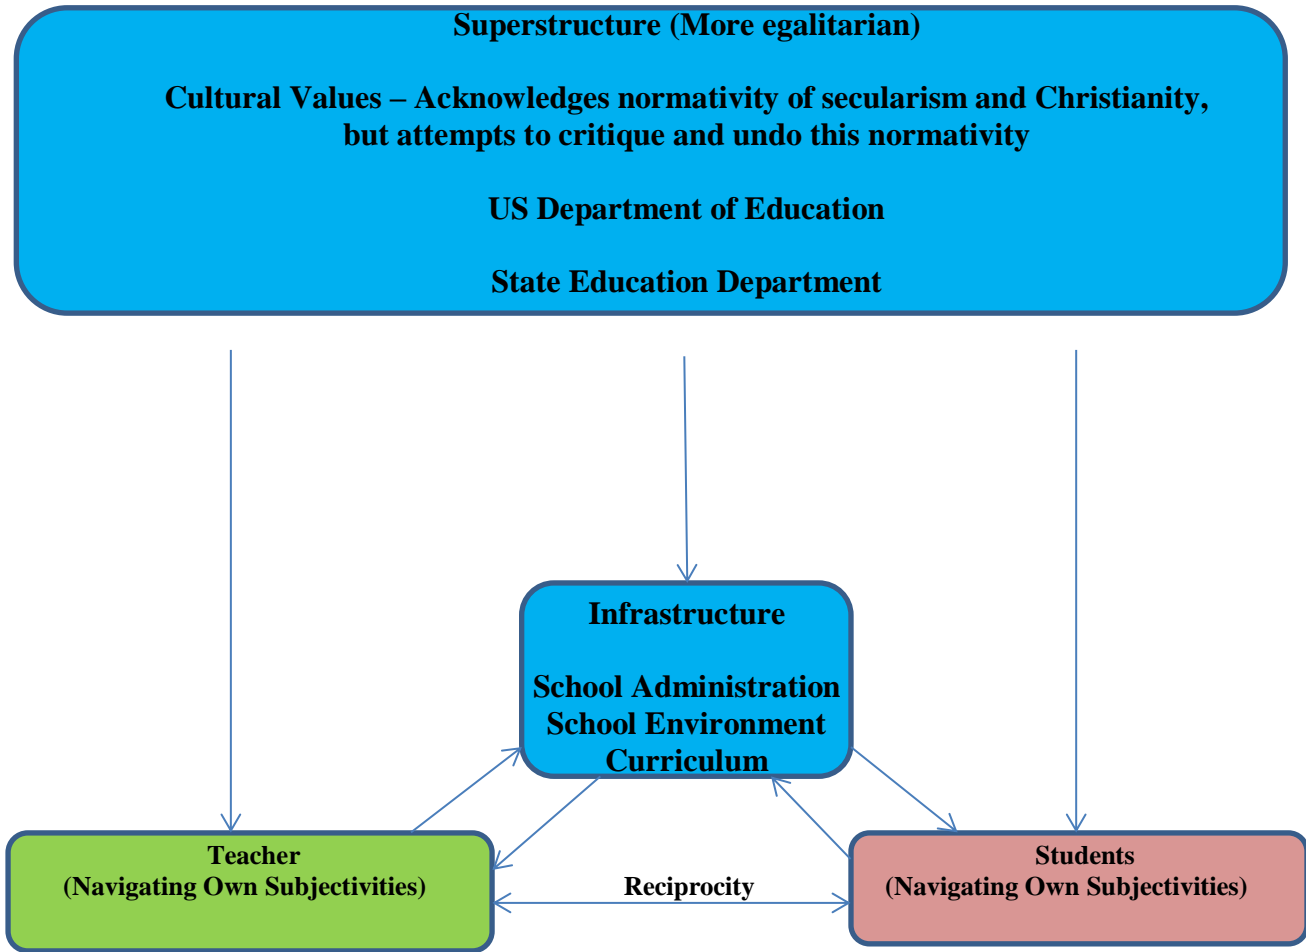 Superstructure (More egalitarian)
Cultural Values – Acknowledges normativity of secularism and Christianity,
but attempts to critique and undo this normativity
US Department of Education
State Education Department
Infrastructure
School Administration
School Environment
Curriculum
Teacher
(Navigating Own Subjectivities)
Reciprocity
Students
(Navigating Own Subjectivities)